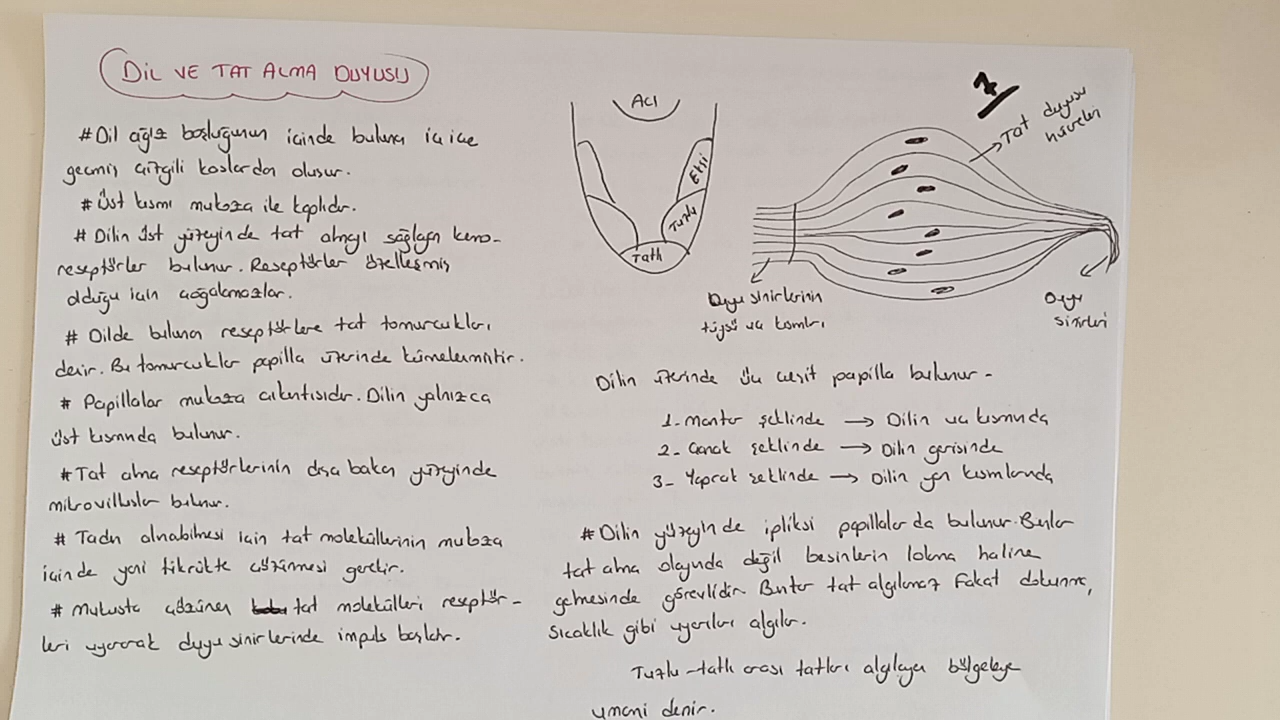 DİL VE TAT ALMA DUYUSU
# Dil ağız boşluğunun içinde bulunan iç içe
geçmiş çizgili kaslardan oluşur.
# Üst kısmı mukoza ile kaplıdır.
# Dilin üst yüzeyinde tat almayı sağlayan kemo-
reseptörler bulunur. Reseptörler özelleşmiş
olduğu için çoğalamazlar.
# Dilde bulunan reseptörlere tat tomurcukları
denir. Bu tomurcuklar papilla üzerinde kümelenmiştir.
# Papillalar mukoza çıkıntısıdır. Dilin yalnızca
üst kısmında bulunur.
# Tat alma reseptörlerinin dışa bakan yüzeyinde
mikrovilluslar bulunur.
# Tadın alınabilmesi için tat moleküllerinin mukoza
içinde yani tükrükte çözünmesi gerekir.
# Mukusta çözünen tat molekülleri reseptör-
leri uyararak duyu sinirlerinde impuls başlatır.
Acı
Ekşi
Tuzlu
Tatlı
7
Tat duyusu
hücreleri
Duyu sinirlerinin
uç kısımları
Duyu
sinirleri
Dilin üzerinde üç çeşit papilla bulunur -
1- Mantar şeklinde → Dilin uç kısmında
2- Çanak şeklinde → Dilin gerisinde
3- Yaprak şeklinde → Dilin yan kısımlarında
# Dilin yüzeyinde ipliksi papillalar da bulunur. Bunlar
tat alma olayında değil besinlerin lokma haline
gelmesinde görevlidir. Bunlar tat algılamaz fakat dokunma,
sıcaklık gibi uyarıları algılar.
Tuzlu-tatlı arası tatları algılayan bölgeye
umami denir.